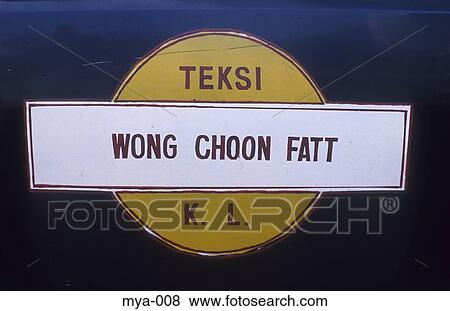 TEKSI
WONG CHOON FATT
K. L.
FOTOSEARCH®
mya-008 www.fotosearch.com